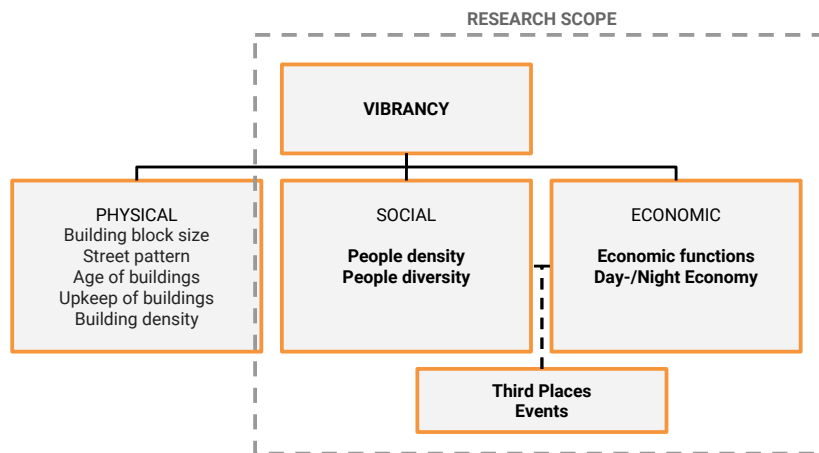 RESEARCH SCOPE
VIBRANCY
PHYSICAL
Building block size
Street pattern
Age of buildings
Upkeep of buildings
Building density
SOCIAL
People density
People diversity
ECONOMIC
Economic functions
Day-/Night Economy
Third Places
Events